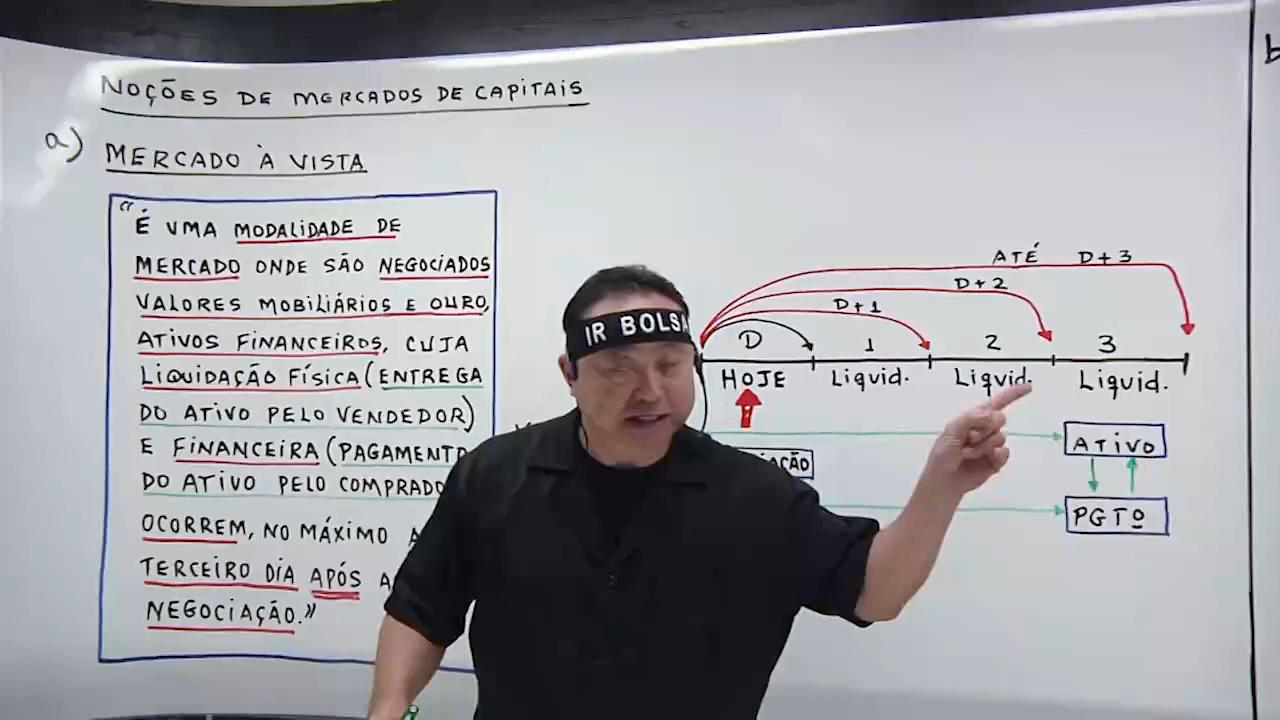 NOÇÕES DE MERCADOS DE CAPITAIS
a) MERCADO À VISTA
"É UMA MODALIDADE DE
MERCADO ONDE SÃO NEGOCIADOS
VALORES MOBILIÁRIOS E OURO,
ATIVOS FINANCEIROS, CUJA
LIQUIDAÇÃO FÍSICA (ENTREGA
DO ATIVO PELO VENDEDOR)
E FINANCEIRA (PAGAMENTO
DO ATIVO PELO COMPRADO
OCORREM, NO MÁXIMO A
TERCEIRO DIA APÓS A
NEGOCIAÇÃO."
IR BOLSA
ATÉ D+3
D+2
D+1
D 1 2 3
HOJE Liquid. Liquid. Liquid.
ATIVO
PGTO
b